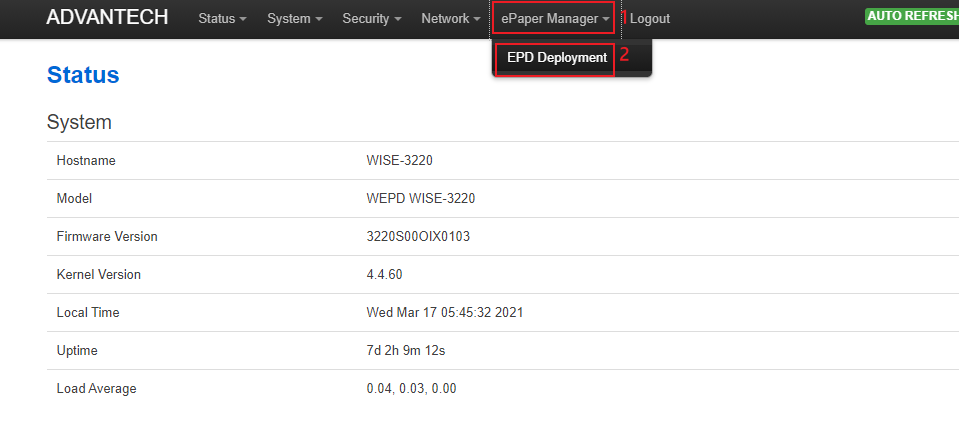 ADVANTECH Status System Security Network ePaper Manager 1 Logout AUTO REFRESH
EPD Deployment 2
Status
System
Hostname WISE-3220
Model WEPD WISE-3220
Firmware Version 3220S00OIX0103
Kernel Version 4.4.60
Local Time Wed Mar 17 05:45:32 2021
Uptime 7d 2h 9m 12s
Load Average 0.04, 0.03, 0.00